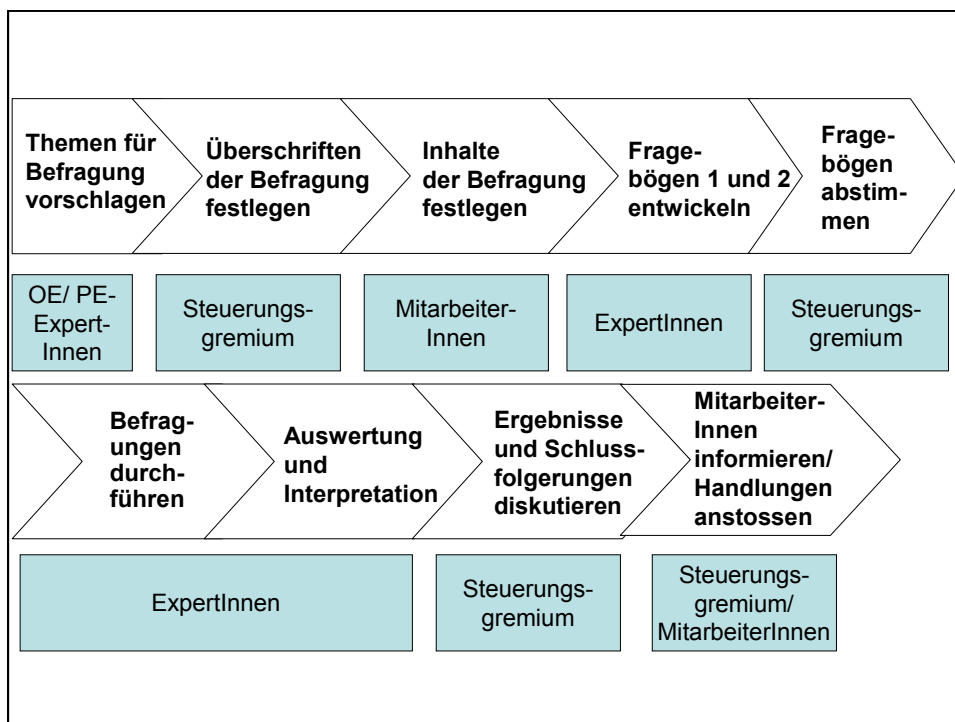 Themen für
Befragung
vorschlagen
Überschriften
der Befragung
festlegen
Inhalte
der Befragung
festlegen
Frage-
bögen 1 und 2
entwickeln
Frage-
bögen
abstim-
men
OE/ PE-
Expert-
Innen
Steuerungs-
gremium
Mitarbeiter-
Innen
ExpertInnen
Steuerungs-
gremium
Befrag-
ungen
durch-
führen
Auswertung
und
Interpretation
Ergebnisse
und Schluss-
folgerungen
diskutieren
Mitarbeiter-
Innen
informieren/
Handlungen
anstossen
ExpertInnen
Steuerungs-
gremium
Steuerungs-
gremium/
MitarbeiterInnen